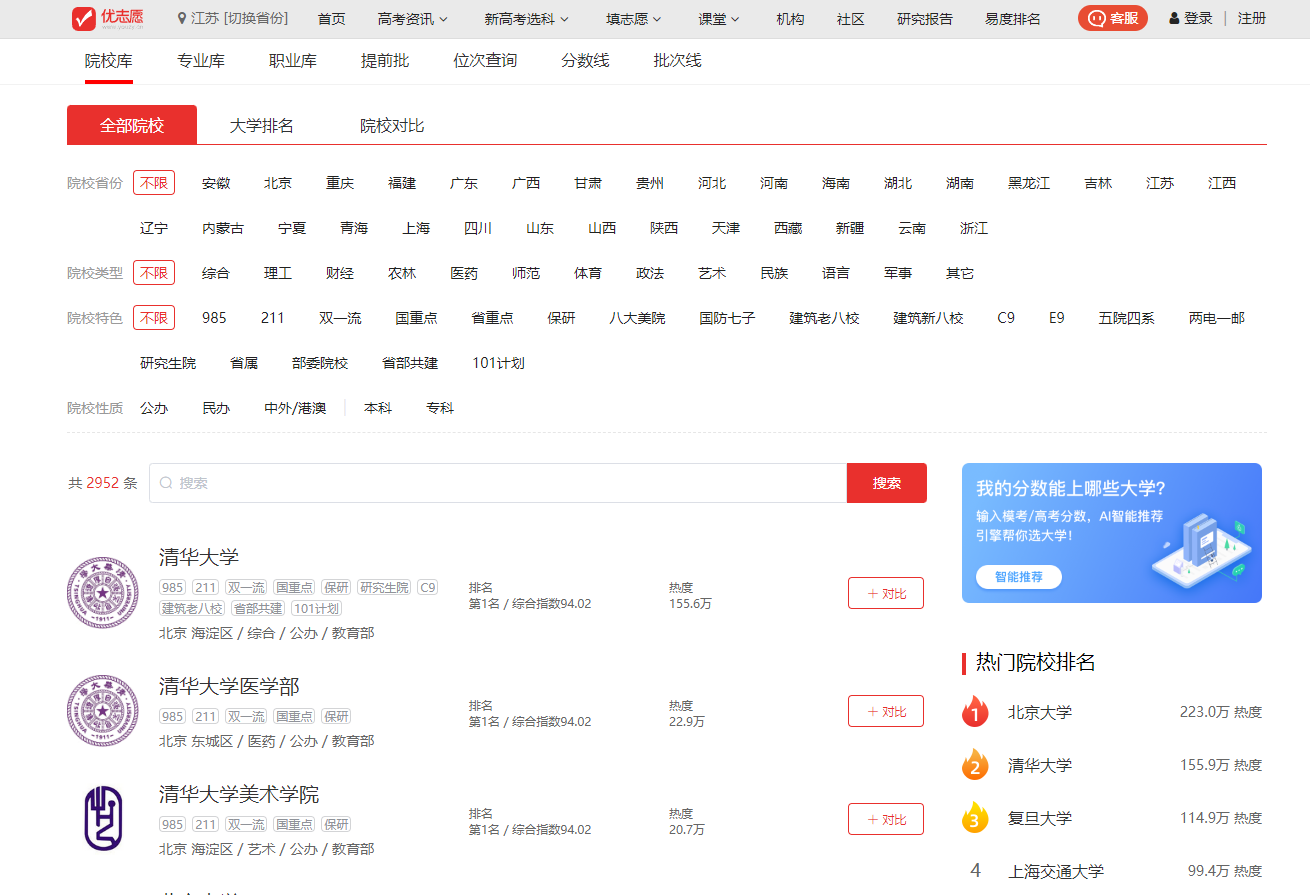 优志愿 江苏 [切换省份] 首页 高考资讯 新高考选科 填志愿 课堂 机构 社区 研究报告 易度排名 客服 登录 | 注册
院校库 专业库 职业库 提前批 位次查询 分数线 批次线
全部院校 大学排名 院校对比
院校省份 不限 安徽 北京 重庆 福建 广东 广西 甘肃 贵州 河北 河南 海南 湖北 湖南 黑龙江 吉林 江苏 江西
辽宁 内蒙古 宁夏 青海 上海 四川 山东 山西 陕西 天津 西藏 新疆 云南 浙江
院校类型 不限 综合 理工 财经 农林 医药 师范 体育 政法 艺术 民族 语言 军事 其它
院校特色 不限 985 211 双一流 国重点 省重点 保研 八大美院 国防七子 建筑老八校 建筑新八校 C9 E9 五院四系 两电一邮
研究生院 省属 部委院校 省部共建 101计划
院校性质 公办 民办 中外/港澳 本科 专科
共 2952 条 搜索 搜索
清华大学
985 211 双一流 国重点 保研 研究生院 C9
建筑老八校 省部共建 101计划
北京 海淀区 / 综合 / 公办 / 教育部
排名
第1名 / 综合指数94.02
热度
155.6万
+ 对比
清华大学医学部
985 211 双一流 国重点 保研
北京 东城区 / 医药 / 公办 / 教育部
排名
第1名 / 综合指数94.02
热度
22.9万
+ 对比
清华大学美术学院
985 211 双一流 国重点 保研
北京 海淀区 / 艺术 / 公办 / 教育部
排名
第1名 / 综合指数94.02
热度
20.7万
+ 对比
我的分数能上哪些大学?
输入模考/高考分数，AI智能推荐
引擎帮你选大学!
智能推荐
热门院校排名
1 北京大学 223.0万 热度
2 清华大学 155.9万 热度
3 复旦大学 114.9万 热度
4 上海交通大学 99.4万 热度